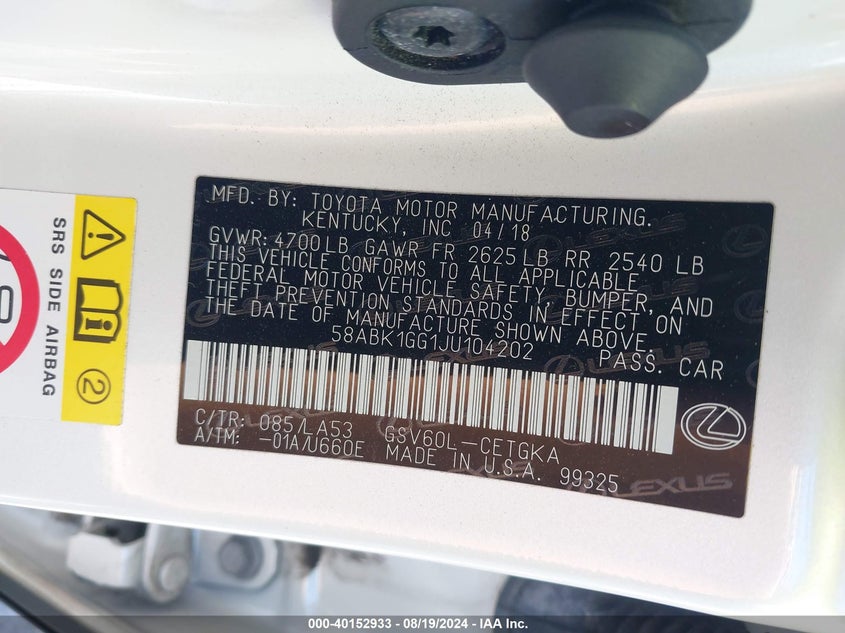 MFD. BY: TOYOTA MOTOR MANUFACTURING.
KENTUCKY, INC 04/18
GVWR: 4700LB GAWR FR 2625LB RR 2540 LB
THIS VEHICLE CONFORMS TO ALL APPLICABLE
FEDERAL MOTOR VEHICLE SAFETY, BUMPER, AND
THEFT PREVENTION STANDARDS IN EFFECT ON
THE DATE OF MANUFACTURE SHOWN ABOVE.
58ABK1GG1JU104202 PASS. CAR
C/TR: 085/LA53 GSV60L-CETGKA
A/TM: -01A/U660E MADE IN U.S.A. 99325
LEXUS
SRS SIDE AIRBAG
2
000-40152933 - 08/19/2024 - IAA Inc.